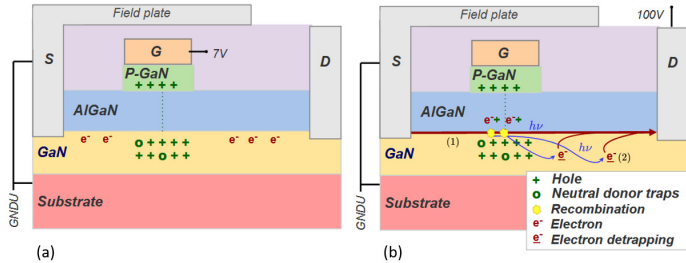 Field plate
S
G
7V
D
P-GaN
++++
AlGaN
e- e-
e- e- e-
GaN
o++++
++o++
Substrate
GNDU
(a)
100V
Field plate
S
G
D
P-GaN
++++
AlGaN
e-+ e-+
hν
(1)
hν
GaN
o++++
e-
e- (2)
++o++
Substrate
GNDU
+ Hole
o Neutral donor traps
Recombination
e- Electron
e- Electron detrapping
(b)